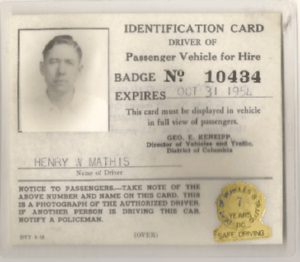 IDENTIFICATION CARD
DRIVER OF
Passenger Vehicle for Hire
BADGE Nº 10434
EXPIRES OCT 31 1954
This card must be displayed in vehicle
in full view of passengers.
GEO. E. KENEIPP
Director of Vehicles and Traffic,
District of Columbia
HENRY W MATHIS
Name of Driver
NOTICE TO PASSENGERS—TAKE NOTE OF
ABOVE NUMBER AND NAME ON THIS CARD. THIS
IS A PHOTOGRAPH OF THE AUTHORIZED DRIVER.
IF ANOTHER PERSON IS DRIVING THIS CAR,
NOTIFY A POLICEMAN.
(OVER)
7
YEARS
DC
SAFE DRIVING